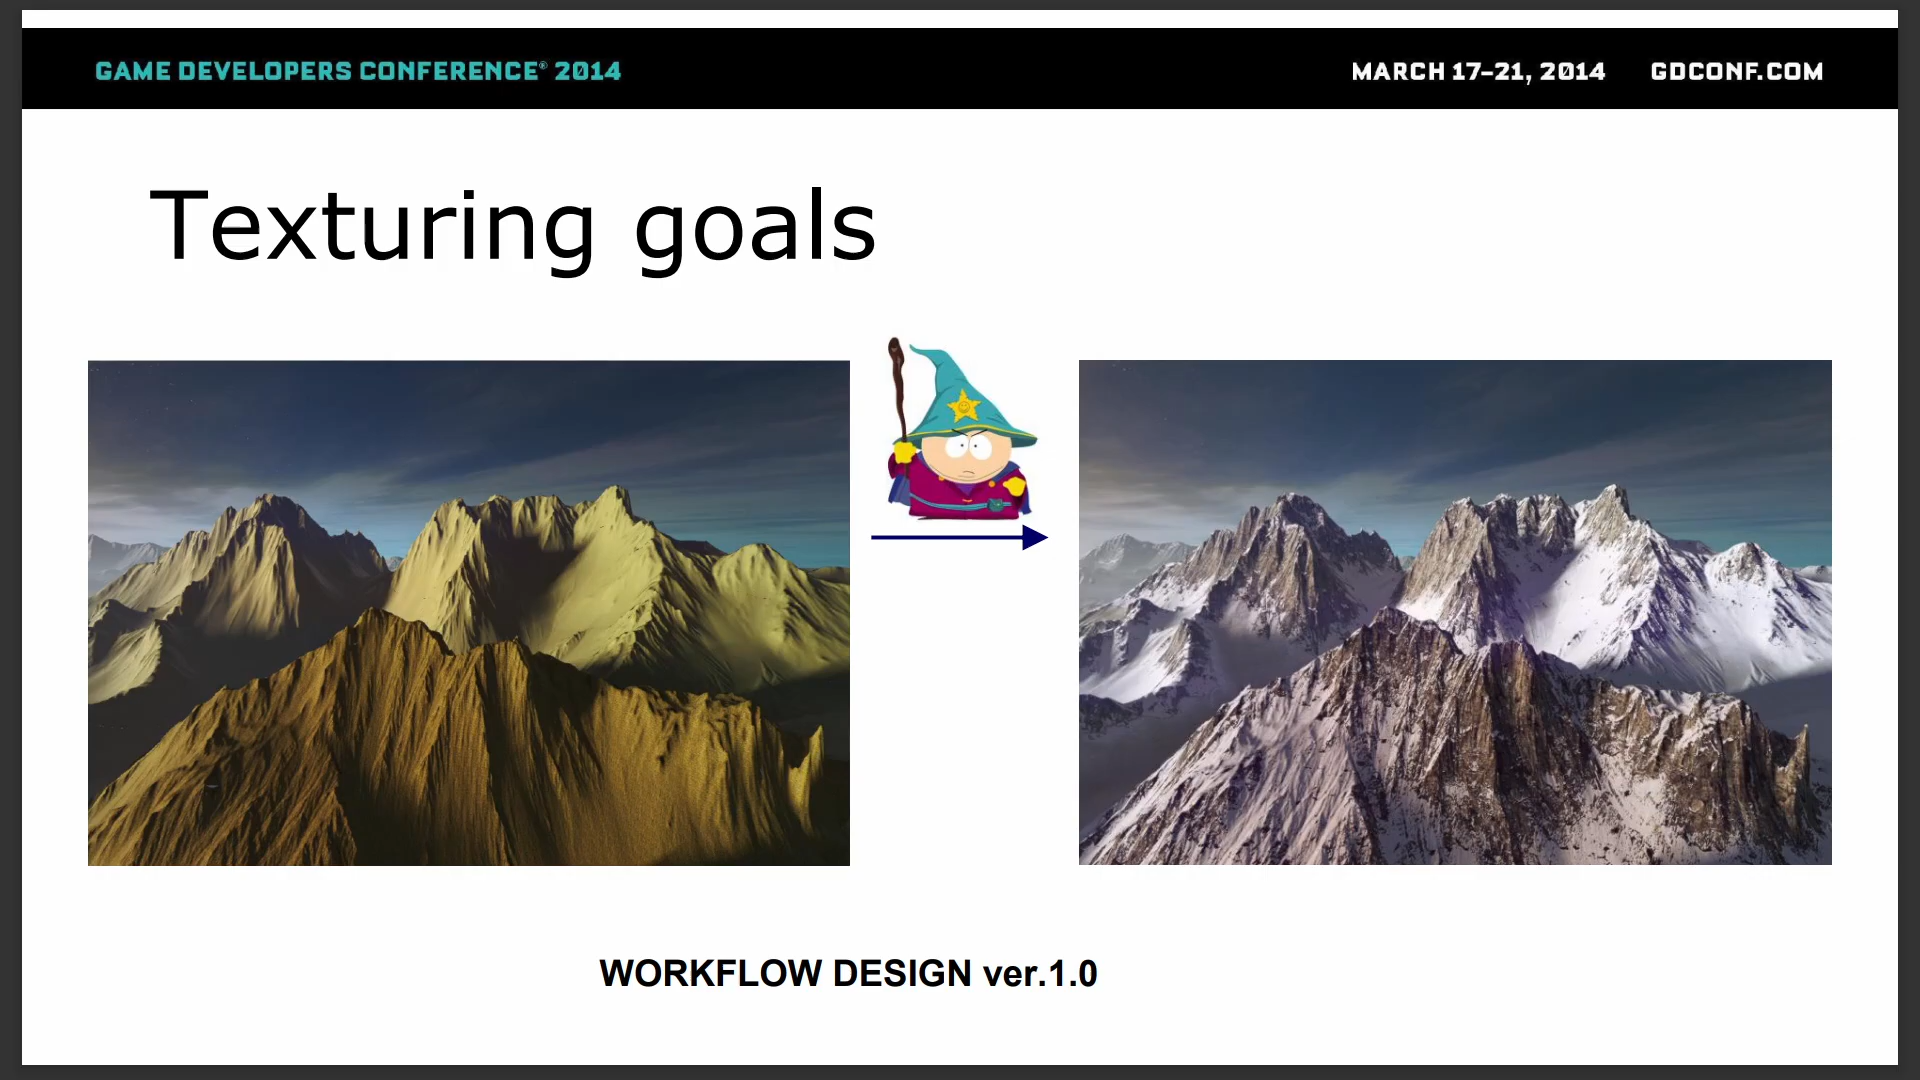 GAME DEVELOPERS CONFERENCE® 2014
MARCH 17–21, 2014 GDCONF.COM
Texturing goals
WORKFLOW DESIGN ver.1.0